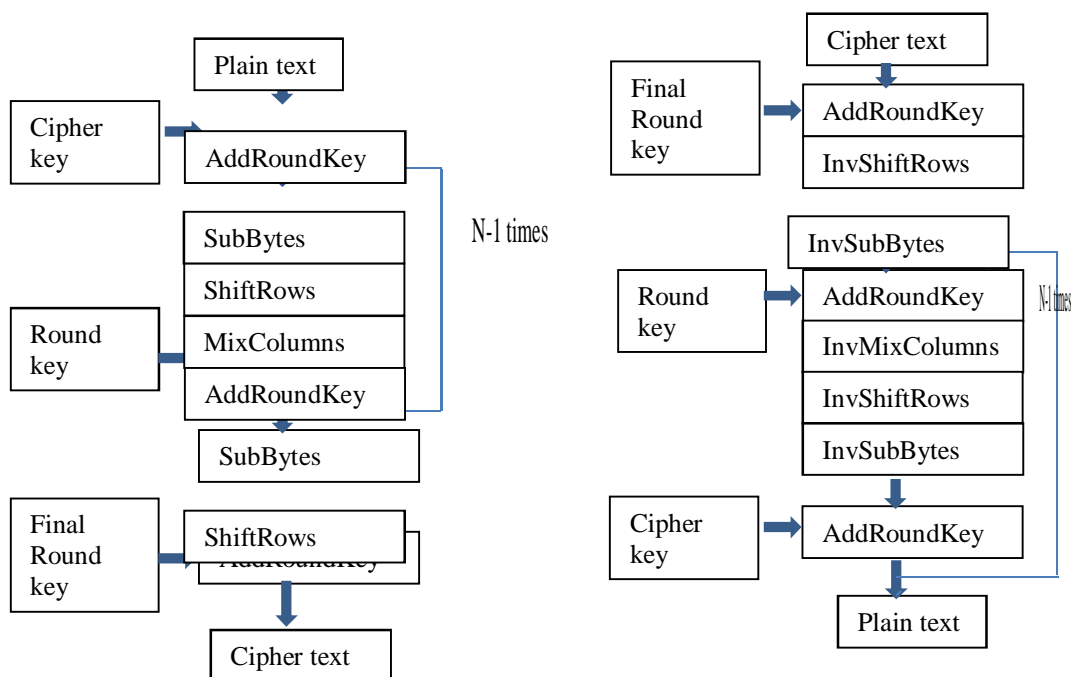 Plain text
Cipher
key
AddRoundKey
N-1 times
SubBytes
ShiftRows
MixColumns
Round
key
AddRoundKey
SubBytes
Final
Round
key
ShiftRows
AddRoundKey
Cipher text
Cipher text
Final
Round
key
AddRoundKey
InvShiftRows
InvSubBytes
Round
key
AddRoundKey
N-1 times
InvMixColumns
InvShiftRows
InvSubBytes
Cipher
key
AddRoundKey
Plain text